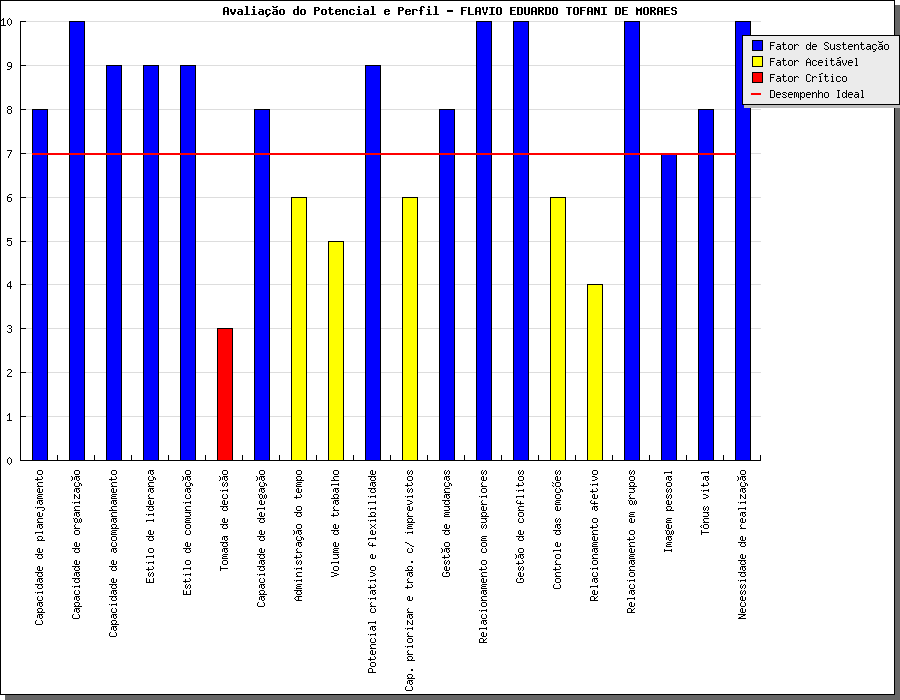 Avaliação do Potencial e Perfil - FLAVIO EDUARDO TOFANI DE MORAES
10
9
8
7
6
5
4
3
2
1
0
Fator de Sustentação
Fator Aceitável
Fator Crítico
Desempenho Ideal
Capacidade de planejamento
Capacidade de organização
Capacidade de acompanhamento
Estilo de liderança
Estilo de comunicação
Tomada de decisão
Capacidade de delegação
Administração do tempo
Volume de trabalho
Potencial criativo e flexibilidade
Cap. priorizar e trab. c/ imprevistos
Gestão de mudanças
Relacionamento com superiores
Gestão de conflitos
Controle das emoções
Relacionamento afetivo
Relacionamento em grupos
Imagem pessoal
Tônus vital
Necessidade de realização